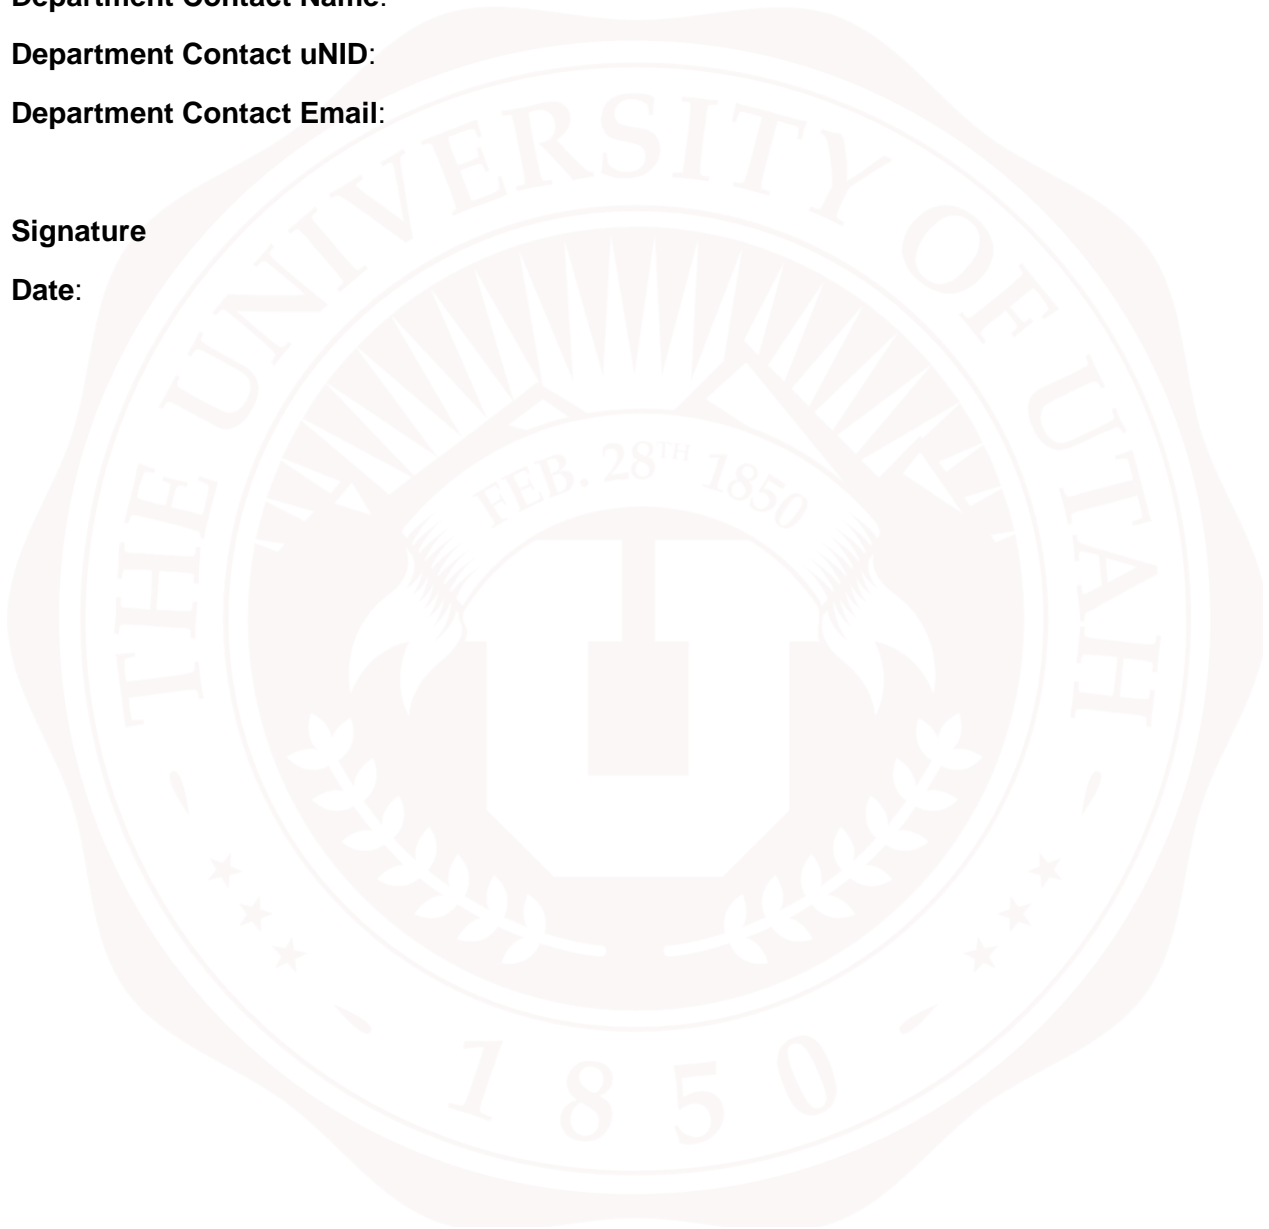 Department Contact Name:
Department Contact uNID:
Department Contact Email:
Signature
Date:
THE UNIVERSITY OF UTAH
FEB. 28TH 1850
1850